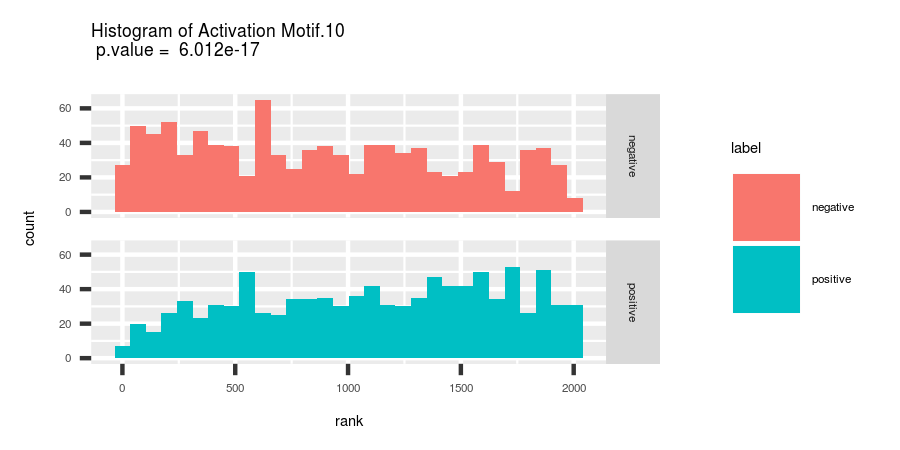 Histogram of Activation Motif.10
p.value = 6.012e-17
count
60
40
20
0
negative
60
40
20
0
positive
0 500 1000 1500 2000
rank
label
negative
positive